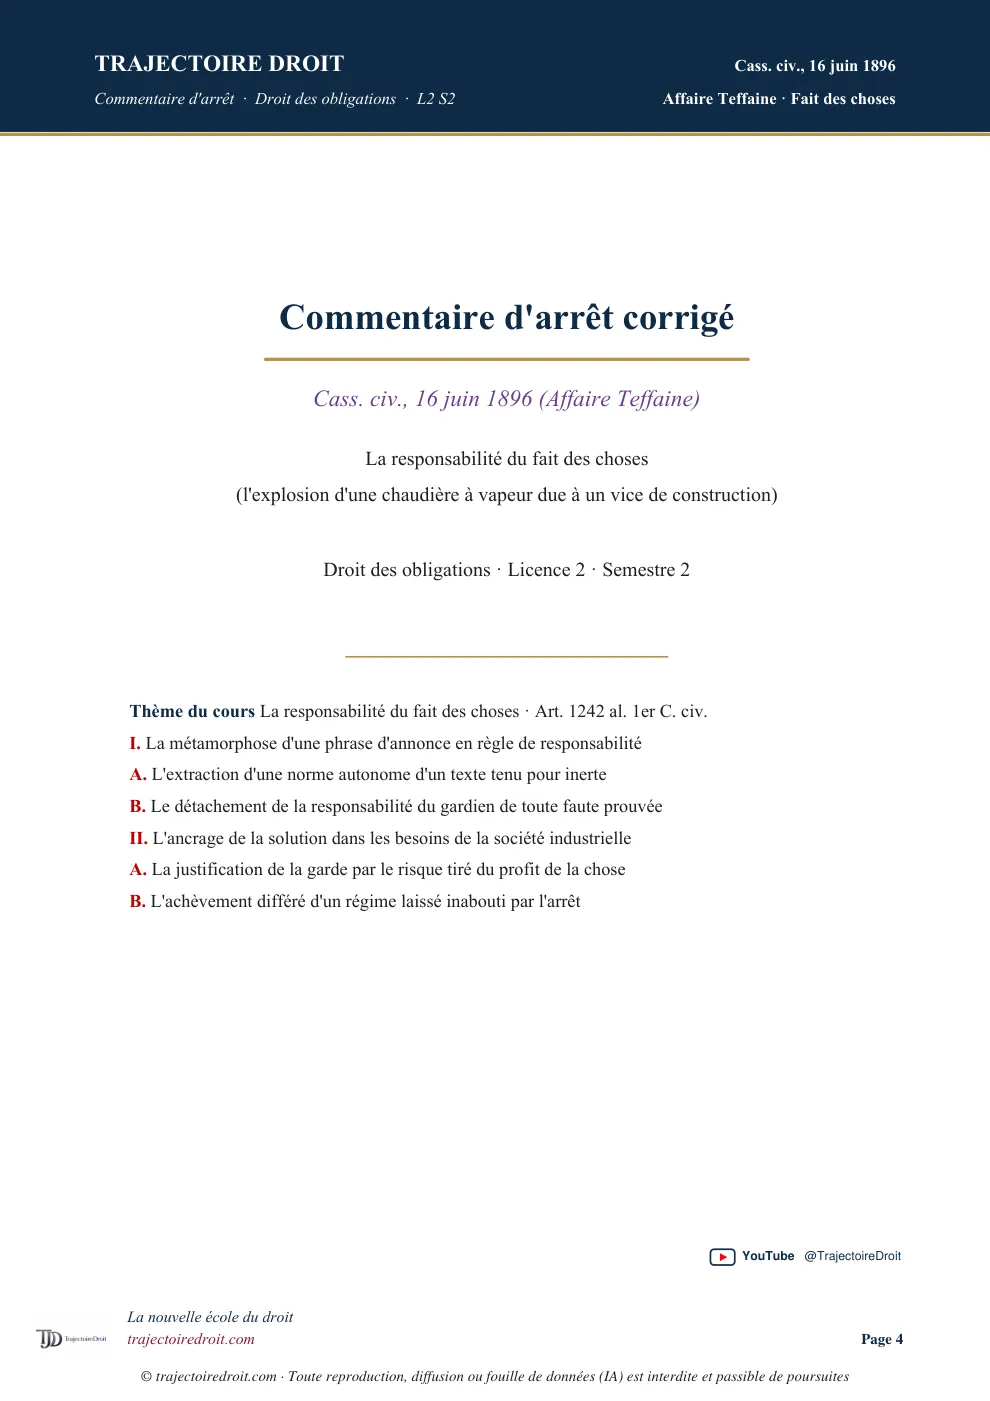 TRAJECTOIRE DROIT
Cass. civ., 16 juin 1896
Commentaire d'arrêt · Droit des obligations · L2 S2
Affaire Teffaine · Fait des choses
Commentaire d'arrêt corrigé
Cass. civ., 16 juin 1896 (Affaire Teffaine)
La responsabilité du fait des choses
(l'explosion d'une chaudière à vapeur due à un vice de construction)
Droit des obligations · Licence 2 · Semestre 2
Thème du cours La responsabilité du fait des choses · Art. 1242 al. 1er C. civ.
I. La métamorphose d'une phrase d'annonce en règle de responsabilité
A. L'extraction d'une norme autonome d'un texte tenu pour inerte
B. Le détachement de la responsabilité du gardien de toute faute prouvée
II. L'ancrage de la solution dans les besoins de la société industrielle
A. La justification de la garde par le risque tiré du profit de la chose
B. L'achèvement différé d'un régime laissé inabouti par l'arrêt
YouTube @TrajectoireDroit
La nouvelle école du droit
TJD TrajectoireDroit
trajectoiredroit.com
Page 4
© trajectoiredroit.com · Toute reproduction, diffusion ou fouille de données (IA) est interdite et passible de poursuites